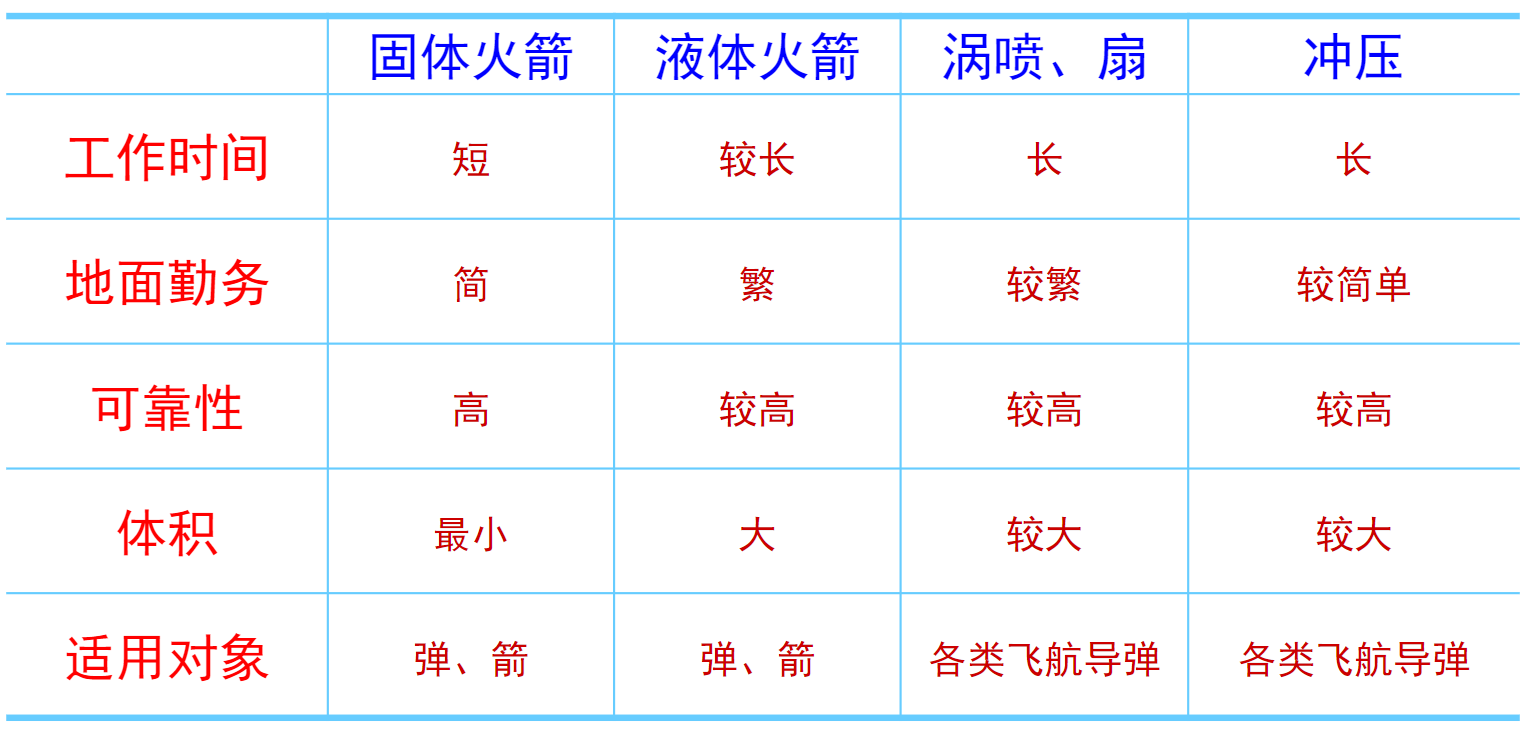 固体火箭 液体火箭 涡喷、扇 冲压
工作时间 短 较长 长 长
地面勤务 简 繁 较繁 较简单
可靠性 高 较高 较高 较高
体积 最小 大 较大 较大
适用对象 弹、箭 弹、箭 各类飞航导弹 各类飞航导弹